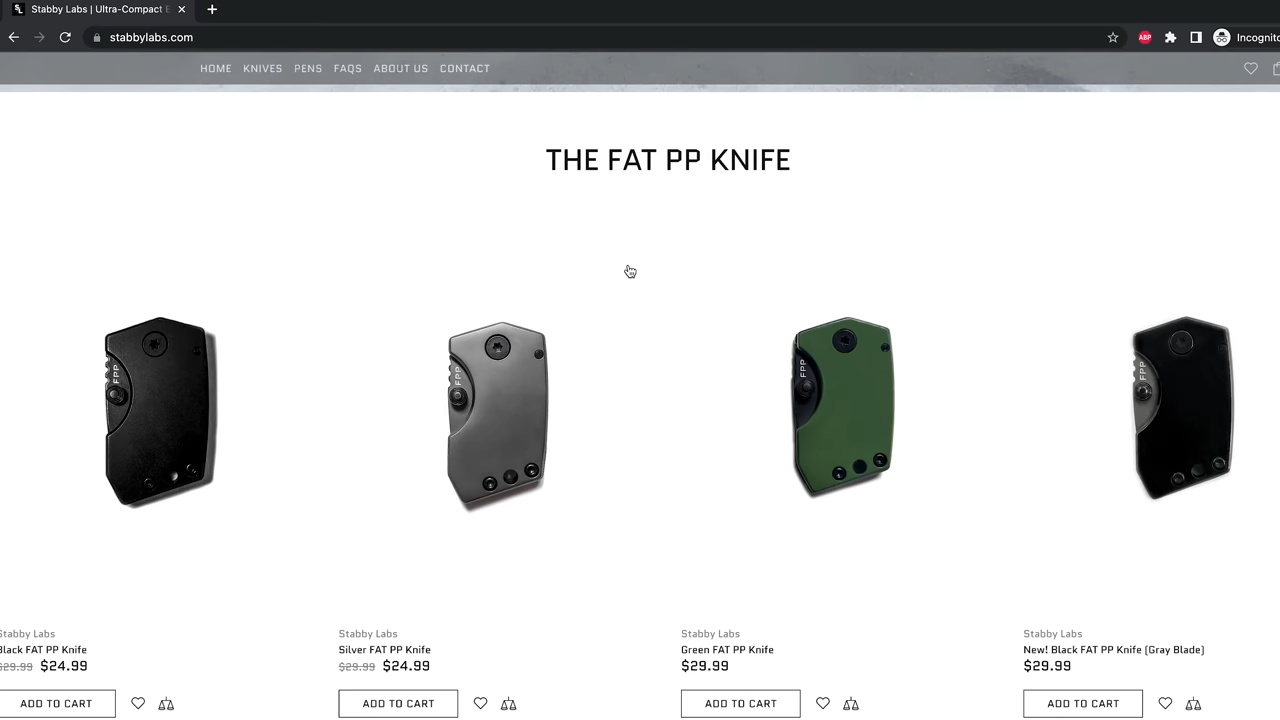 Stabby Labs | Ultra-Compact E
stabbylabs.com
ABP
Incognito
HOME KNIVES PENS FAQS ABOUT US CONTACT
THE FAT PP KNIFE
FPP
FPP
FPP
FPP
Stabby Labs
Black FAT PP Knife
$29.99 $24.99
ADD TO CART
Stabby Labs
Silver FAT PP Knife
$29.99 $24.99
ADD TO CART
Stabby Labs
Green FAT PP Knife
$29.99
ADD TO CART
Stabby Labs
New! Black FAT PP Knife (Gray Blade)
$29.99
ADD TO CART